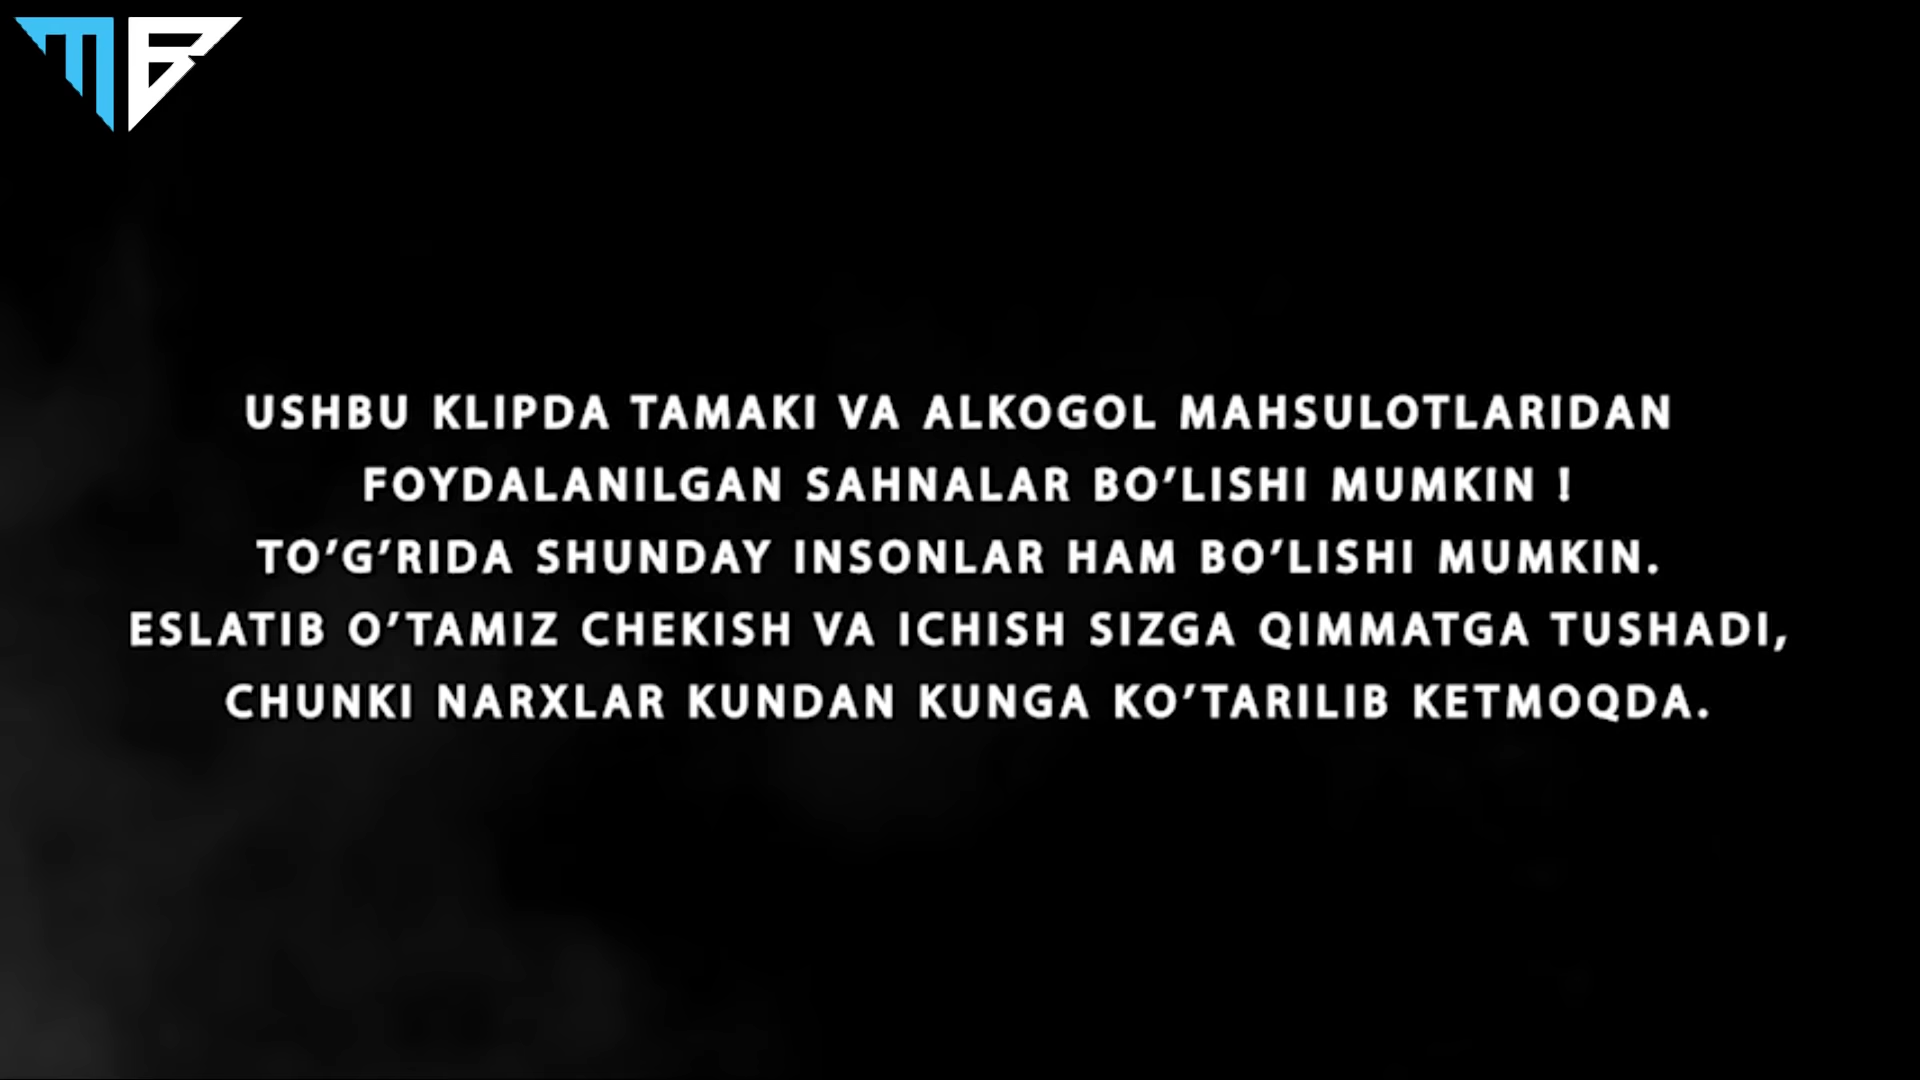 MB
USHBU KLIPDA TAMAKI VA ALKOGOL MAHSULOTLARIDAN
FOYDALANILGAN SAHNALAR BO’LISHI MUMKIN !
TO’G’RIDA SHUNDAY INSONLAR HAM BO’LISHI MUMKIN.
ESLATIB O’TAMIZ CHEKISH VA ICHISH SIZGA QIMMATGA TUSHADI,
CHUNKI NARXLAR KUNDAN KUNGA KO’TARILIB KETMOQDA.